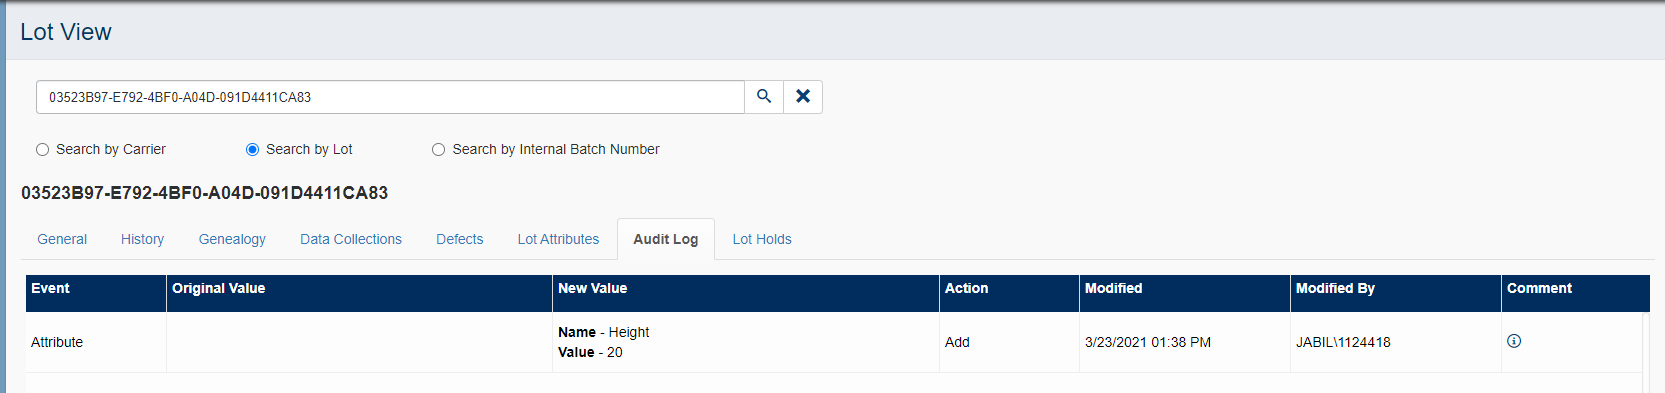 Lot View
03523B97-E792-4BF0-A04D-091D4411CA83
Search by Carrier Search by Lot Search by Internal Batch Number
03523B97-E792-4BF0-A04D-091D4411CA83
General History Genealogy Data Collections Defects Lot Attributes Audit Log Lot Holds
Event Original Value New Value Action Modified Modified By Comment
Attribute Name - Height Add 3/23/2021 01:38 PM JABIL\1124418
Value - 20